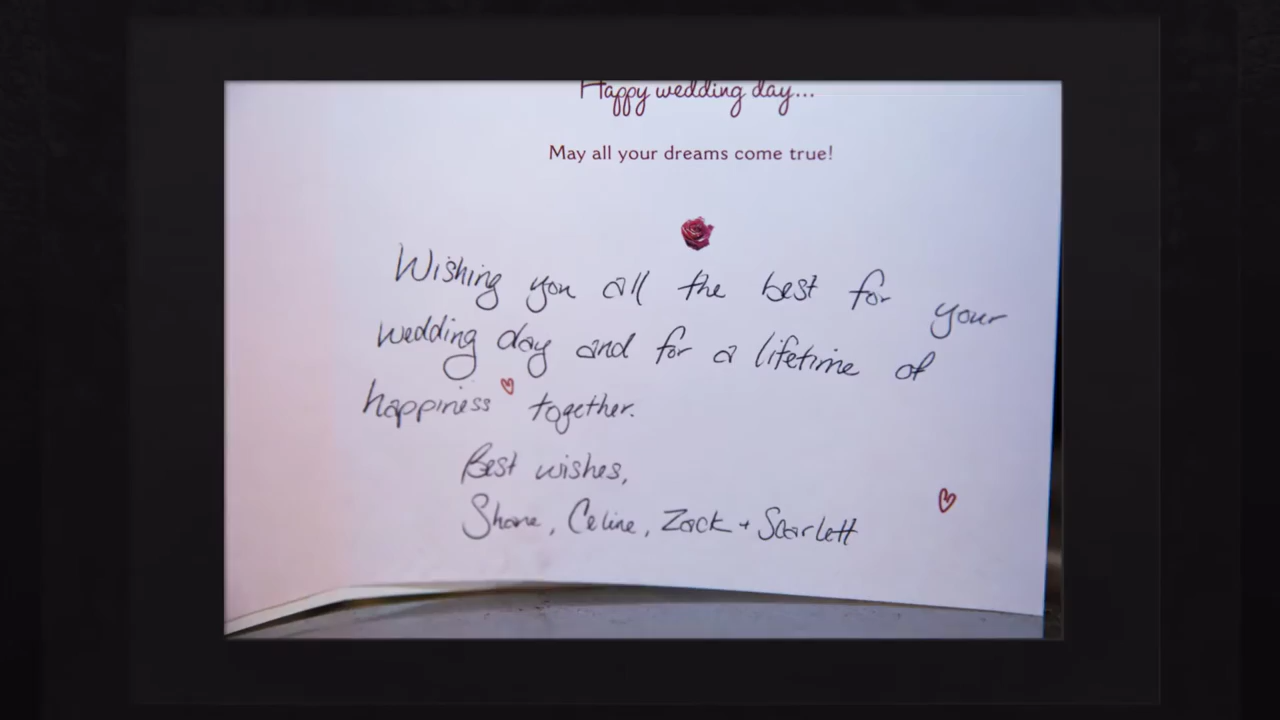 Happy wedding day...
May all your dreams come true!
Wishing you all the best for your
wedding day and for a lifetime of
happiness together.
Best wishes,
Shane, Celine, Zack + Scarlett